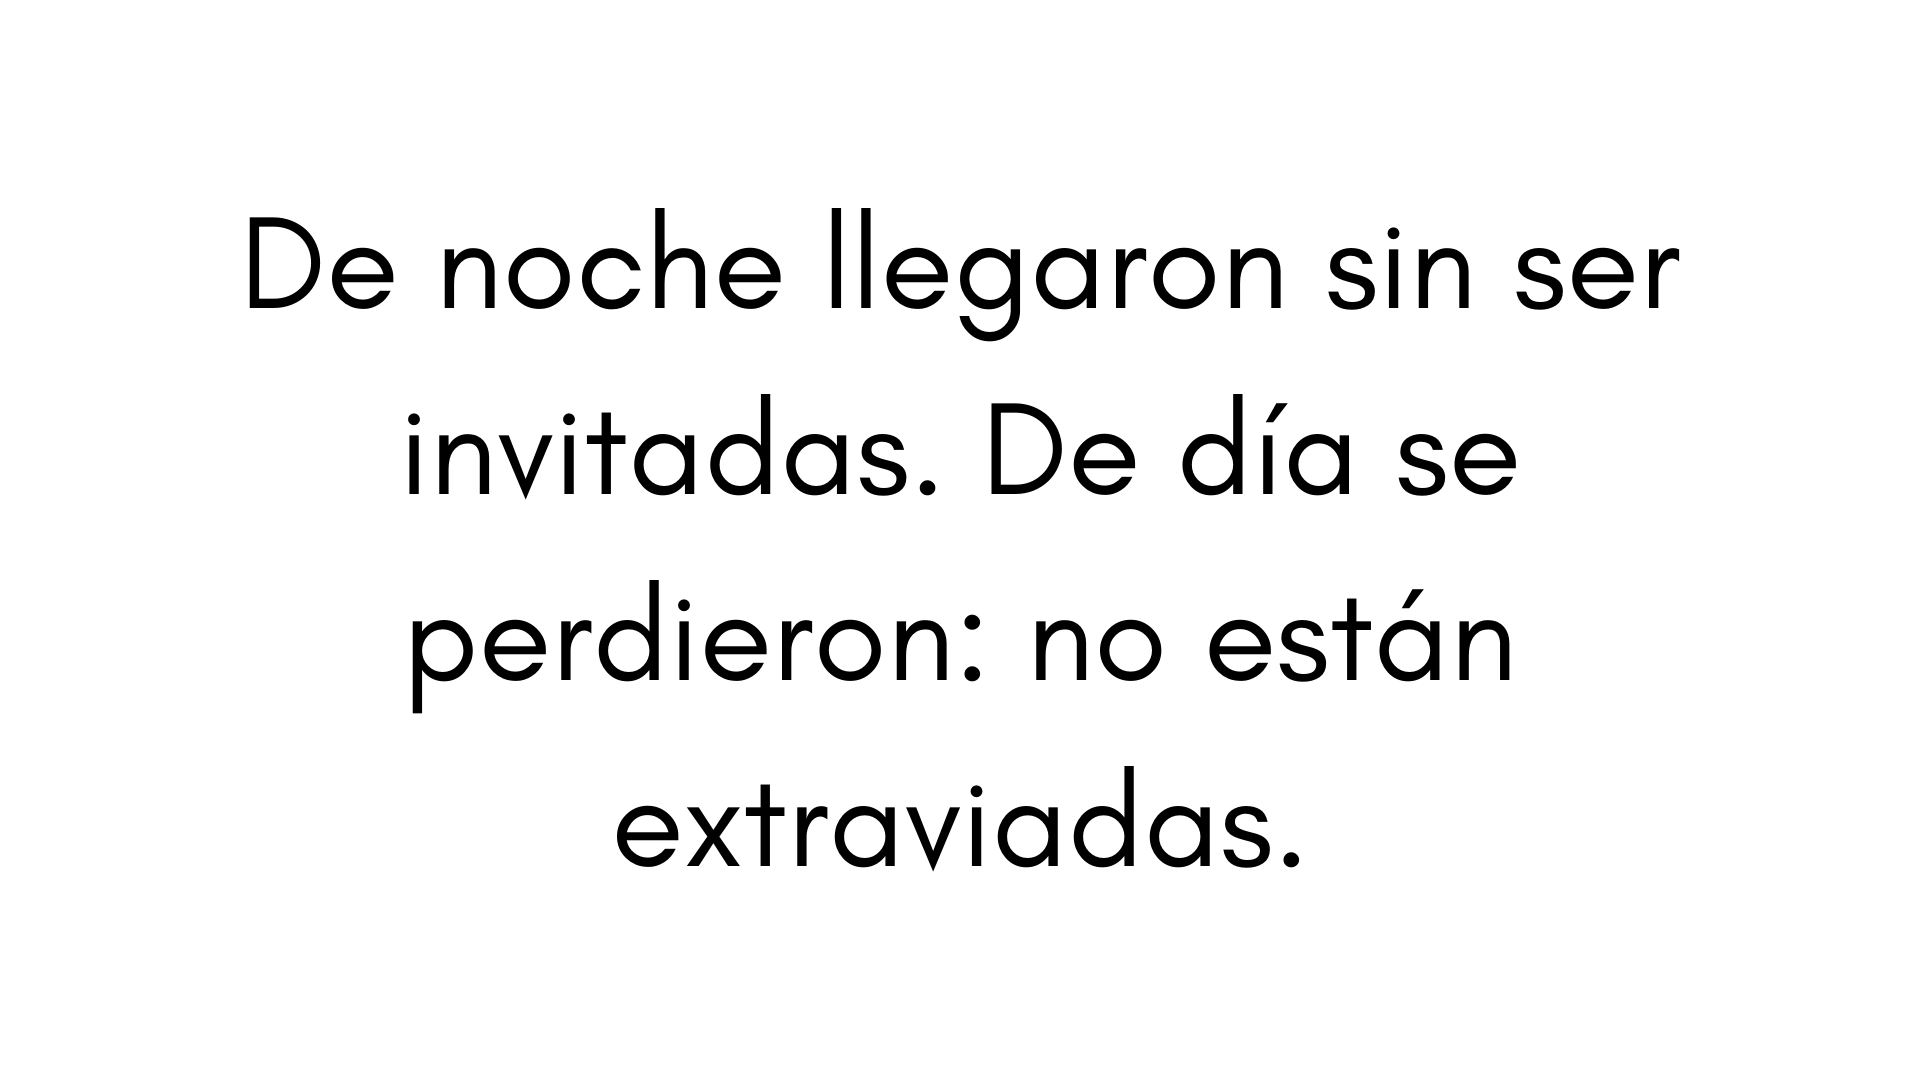 De noche llegaron sin ser
invitadas. De día se
perdieron: no están
extraviadas.